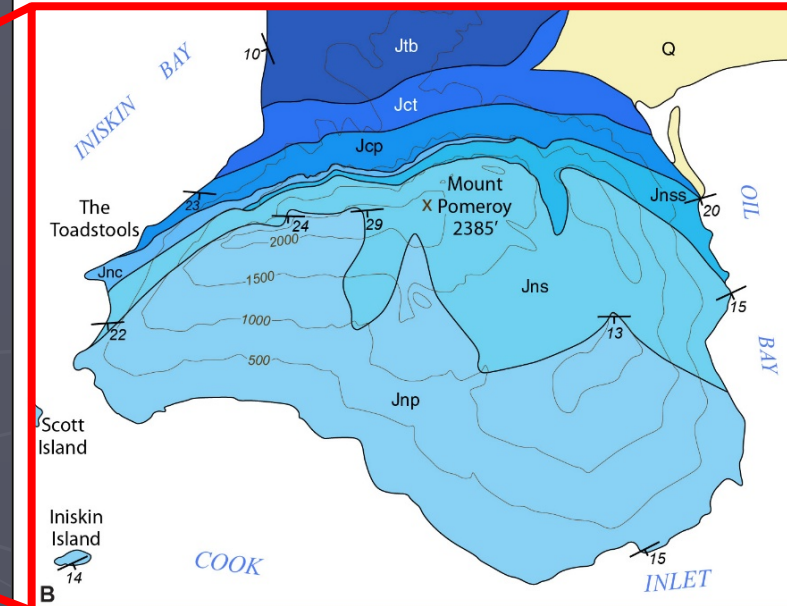 10
BAY
INISKIN
Jtb
Q
Jct
Jcp
23
The
Toadstools
Mount
X Pomeroy
2385'
Jnss
20
OIL
24
29
2000
Jnc
1500
Jns
15
1000
22
13
BAY
500
Jnp
Scott
Island
Iniskin
Island
14
COOK
15
INLET
B